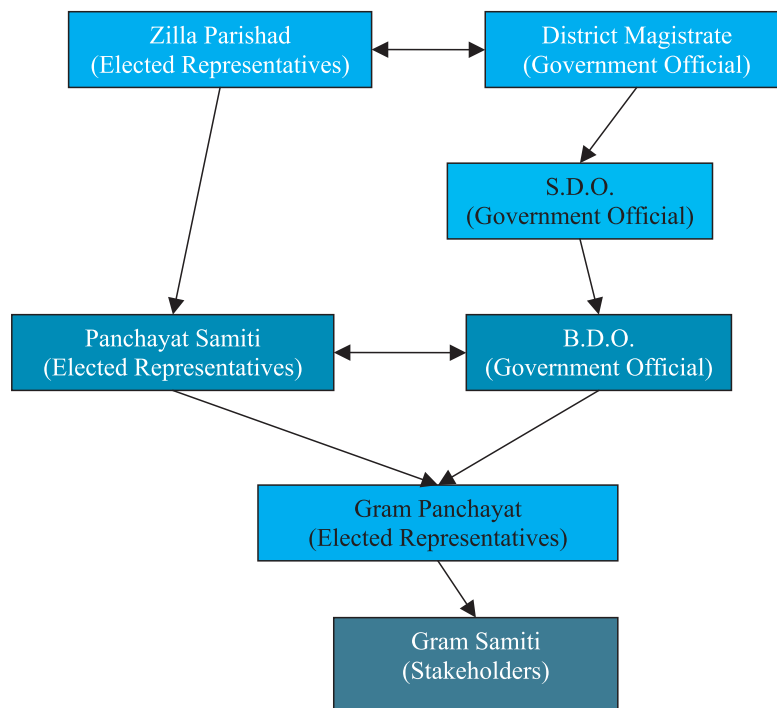 Zilla Parishad
(Elected Representatives)
District Magistrate
(Government Official)
S.D.O.
(Government Official)
Panchayat Samiti
(Elected Representatives)
B.D.O.
(Government Official)
Gram Panchayat
(Elected Representatives)
Gram Samiti
(Stakeholders)